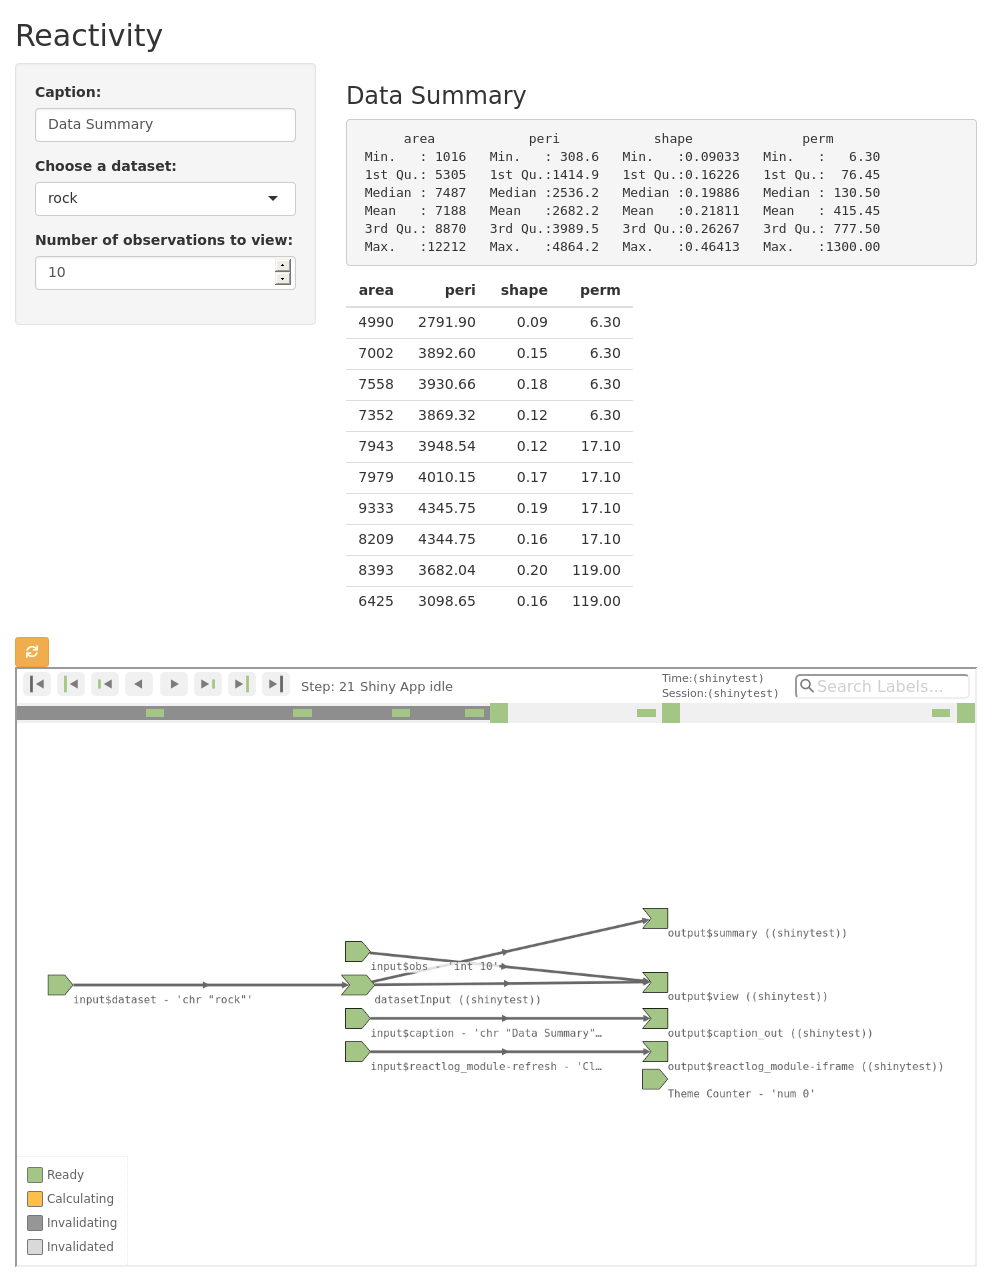 Reactivity
Caption:
Data Summary
Choose a dataset:
rock
Number of observations to view:
10
Data Summary
area peri shape perm
Min. : 1016 Min. : 308.6 Min. :0.09033 Min. : 6.30
1st Qu.: 5305 1st Qu.:1414.9 1st Qu.:0.16226 1st Qu.: 76.45
Median : 7487 Median :2536.2 Median :0.19886 Median : 130.50
Mean : 7188 Mean :2682.2 Mean :0.21811 Mean : 415.45
3rd Qu.: 8870 3rd Qu.:3989.5 3rd Qu.:0.26267 3rd Qu.: 777.50
Max. :12212 Max. :4864.2 Max. :0.46413 Max. :1300.00
area peri shape perm
4990 2791.90 0.09 6.30
7002 3892.60 0.15 6.30
7558 3930.66 0.18 6.30
7352 3869.32 0.12 6.30
7943 3948.54 0.12 17.10
7979 4010.15 0.17 17.10
9333 4345.75 0.19 17.10
8209 4344.75 0.16 17.10
8393 3682.04 0.20 119.00
6425 3098.65 0.16 119.00
Step: 21 Shiny App idle
Time:(shinytest)
Session:(shinytest)
Search Labels...
output$summary ((shinytest))
input$obs - 'int 10'
input$dataset - 'chr "rock"'
datasetInput ((shinytest))
output$view ((shinytest))
input$caption - 'chr "Data Summary"…
output$caption_out ((shinytest))
input$reactlog_module-refresh - 'Cl…
output$reactlog_module-iframe ((shinytest))
Theme Counter - 'num 0'
Ready
Calculating
Invalidating
Invalidated